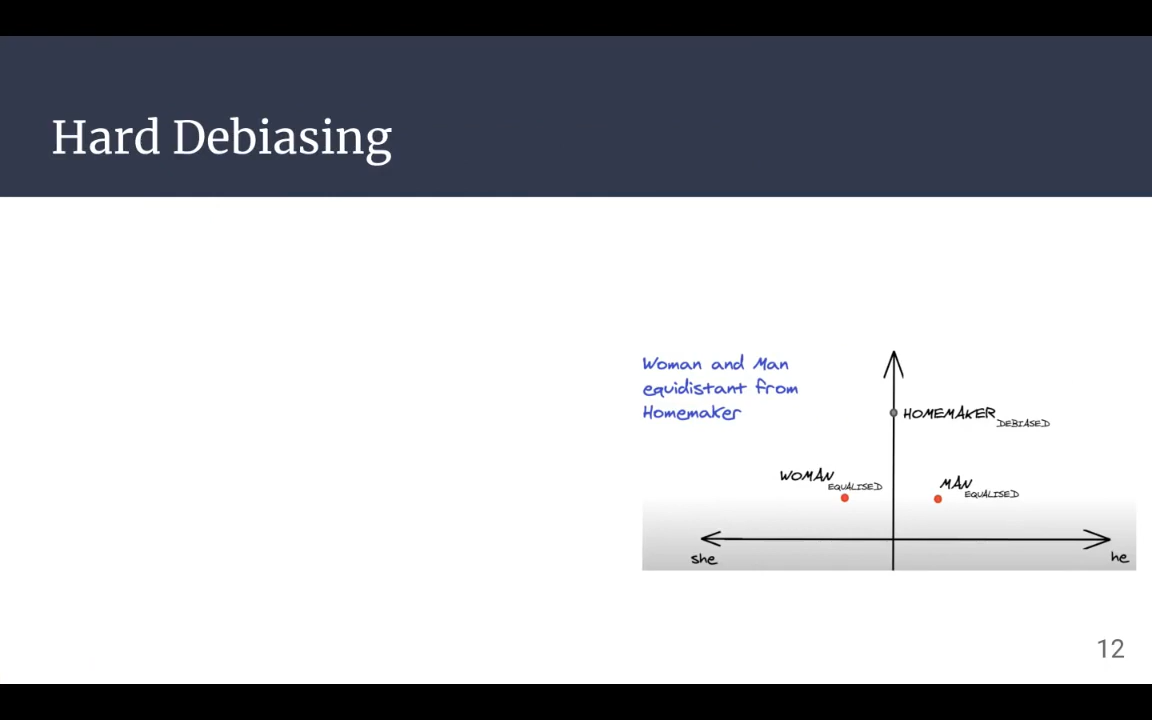 Hard Debiasing
Woman and Man
equidistant from
Homemaker
HOMEMAKER DEBIASED
WOMAN EQUALISED
MAN EQUALISED
she
he
12